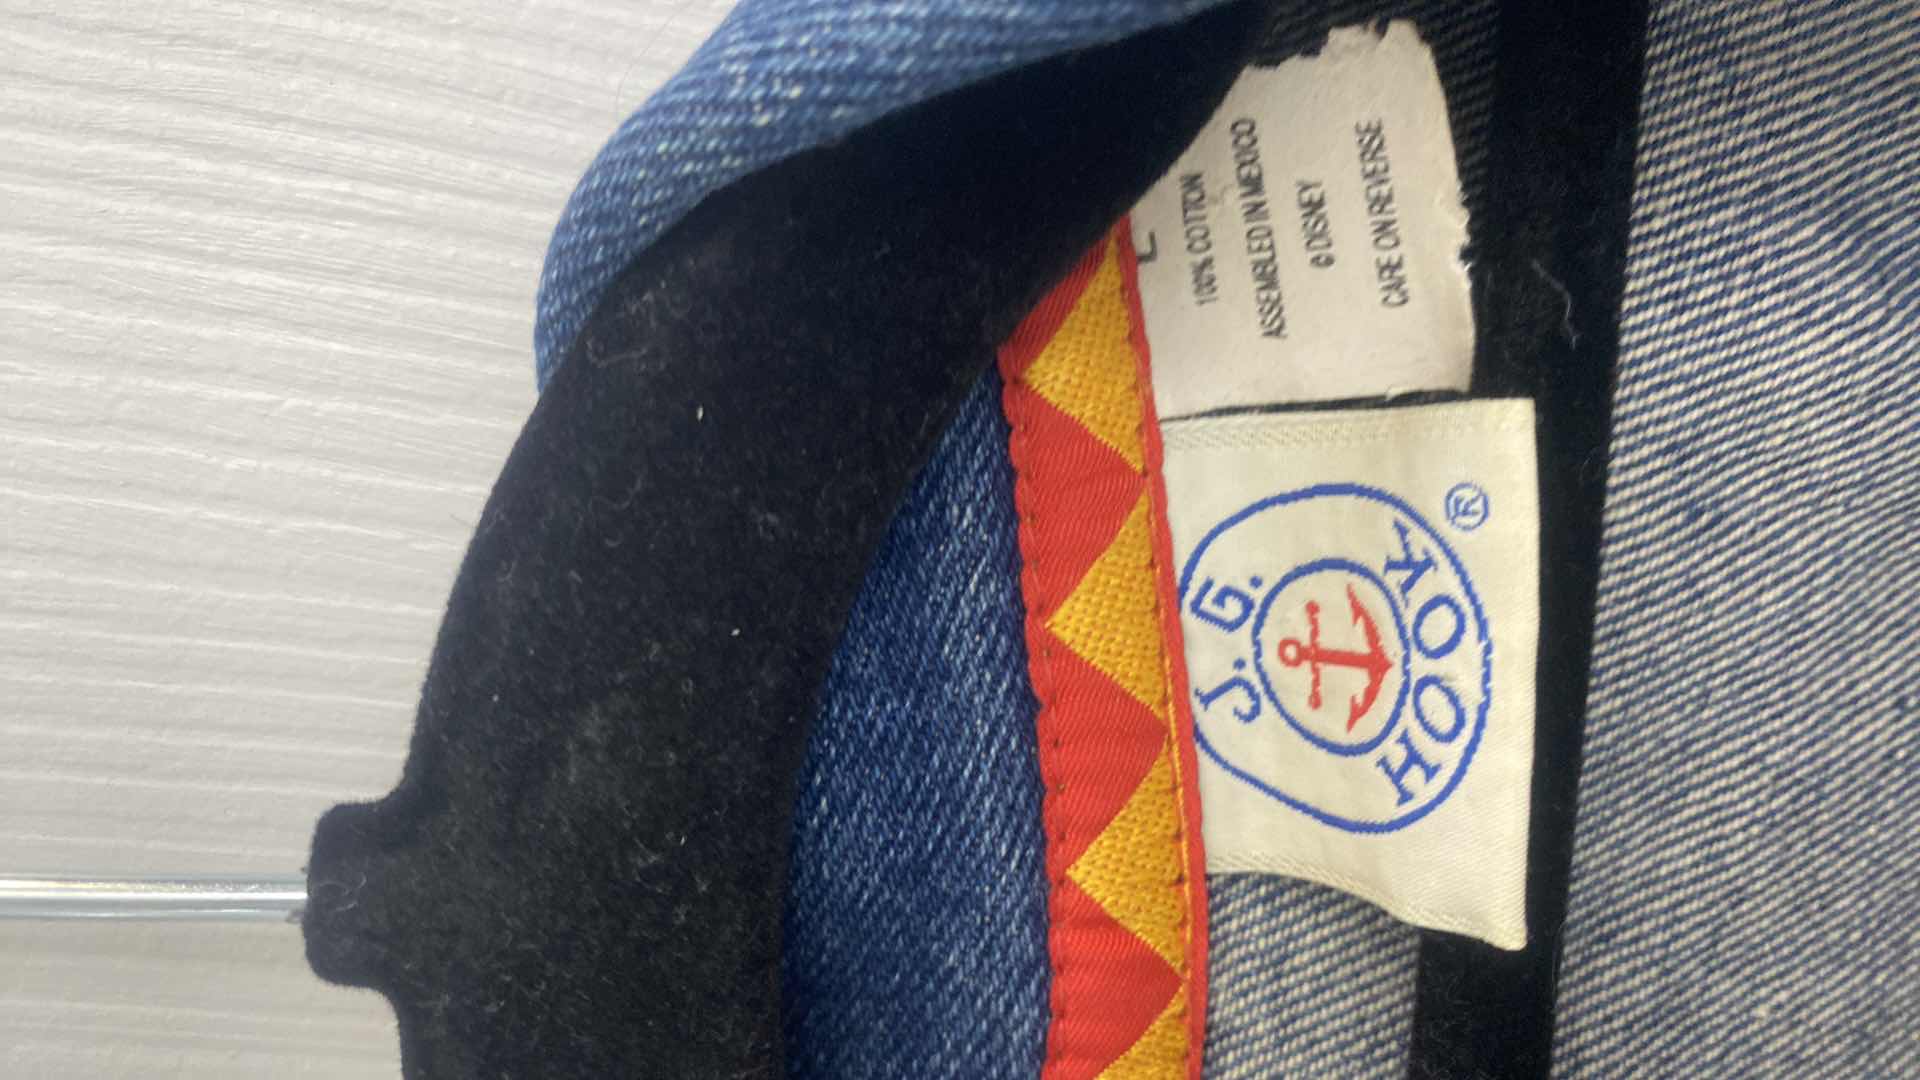 L
100% COTTON
ASSEMBLED IN MEXICO
© DISNEY
CARE ON REVERSE
J. G.
HOOK ®